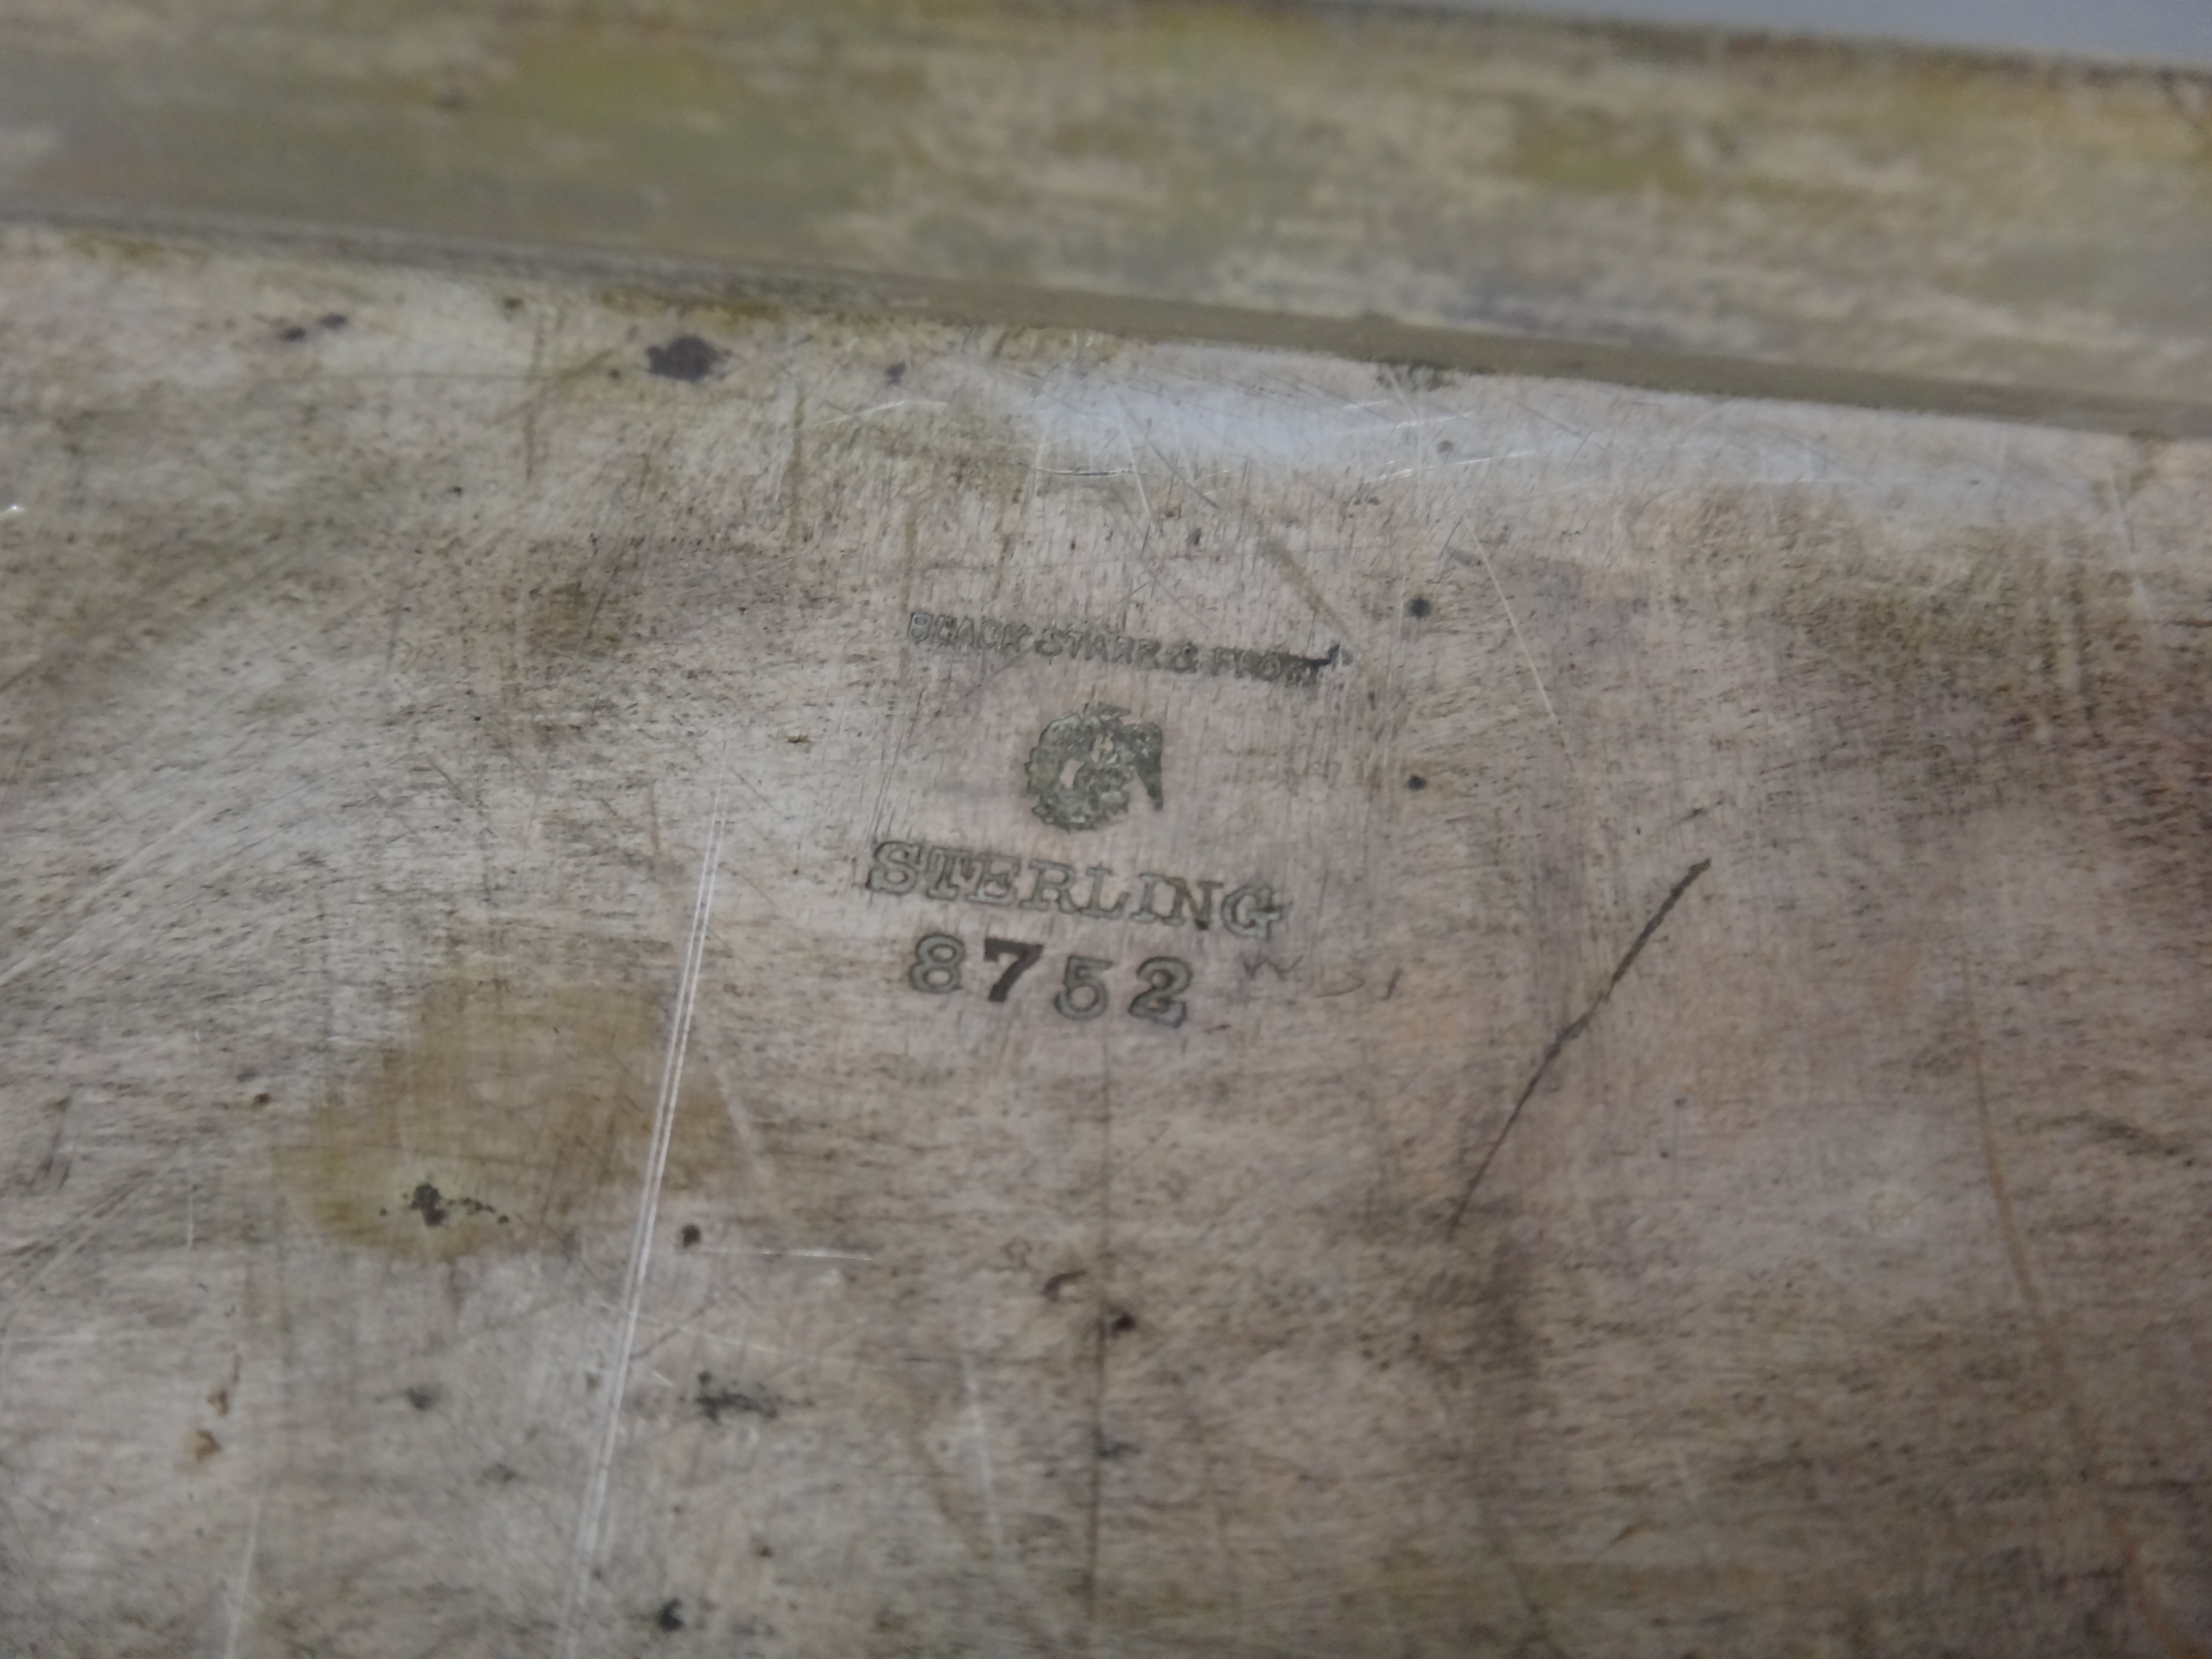 BLACK STARR & FROST
STERLING
8752